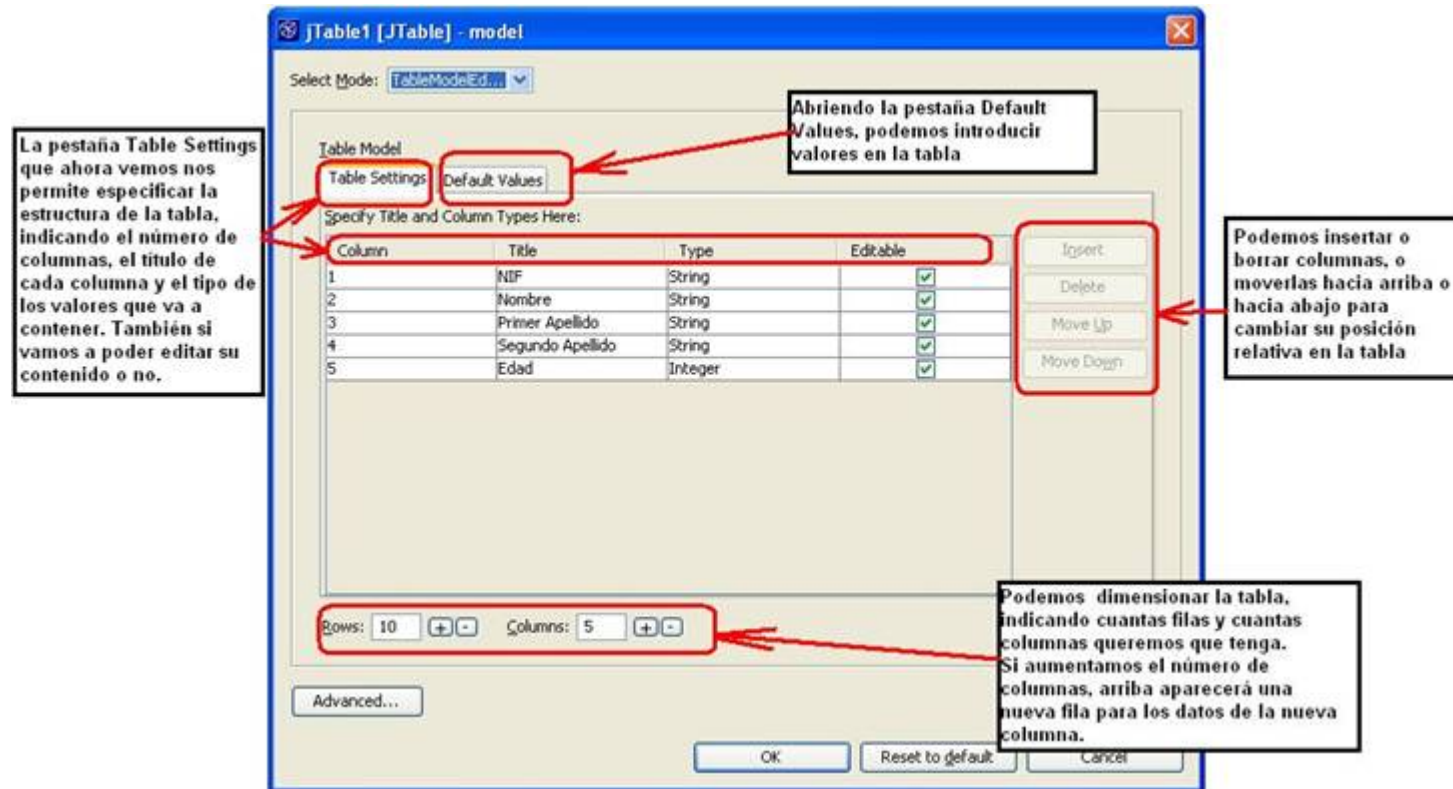 jTable1 [JTable] - model
Select Mode: TableModelEd...
Abriendo la pestaña Default
Values, podemos introducir
valores en la tabla
La pestaña Table Settings
que ahora vemos nos
permite especificar la
estructura de la tabla,
indicando el número de
columnas, el título de
cada columna y el tipo de
los valores que va a
contener. También si
vamos a poder editar su
contenido o no.
Table Model
Table Settings Default Values
Specify Title and Column Types Here:
Column Title Type Editable
1 NIF String
2 Nombre String
3 Primer Apellido String
4 Segundo Apellido String
5 Edad Integer
Insert
Delete
Move Up
Move Down
Podemos insertar o
borrar columnas, o
moverlas hacia arriba o
hacia abajo para
cambiar su posición
relativa en la tabla
Rows: 10 + - Columns: 5 + -
Podemos dimensionar la tabla,
indicando cuantas filas y cuantas
columnas queremos que tenga.
Si aumentamos el número de
columnas, arriba aparecerá una
nueva fila para los datos de la nueva
columna.
Advanced...
OK Reset to default Cancel